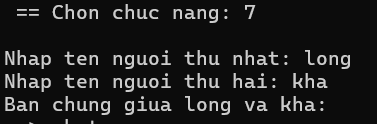 == Chon chuc nang: 7
Nhap ten nguoi thu nhat: long
Nhap ten nguoi thu hai: kha
Ban chung giua long va kha: